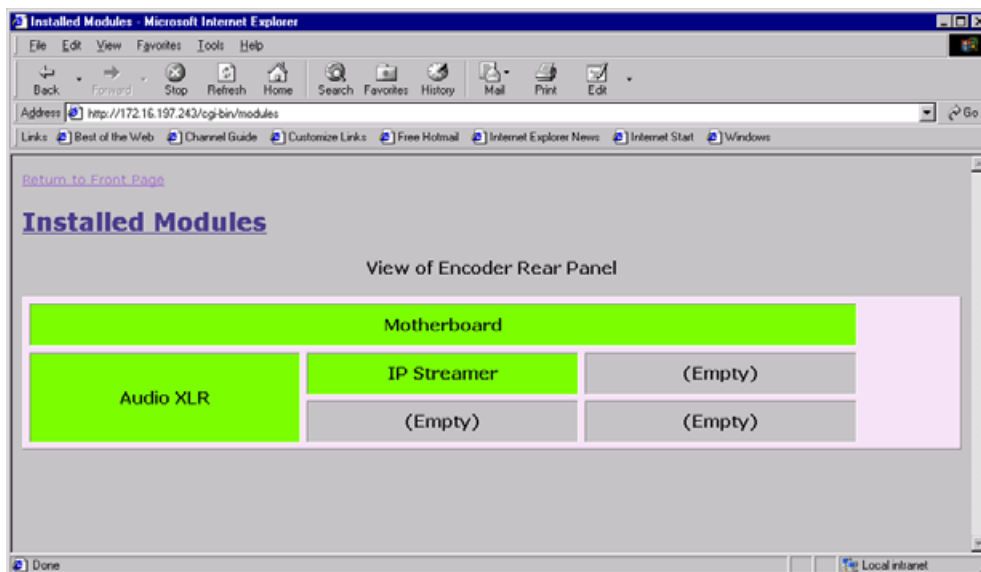 Installed Modules - Microsoft Internet Explorer
File Edit View Favorites Tools Help
Back Forward Stop Refresh Home Search Favorites History Mail Print Edit
Address http://172.16.197.243/cgi-bin/modules Go
Links Best of the Web Channel Guide Customize Links Free Hotmail Internet Explorer News Internet Start Windows
Return to Front Page
Installed Modules
View of Encoder Rear Panel
Motherboard
Audio XLR
IP Streamer
(Empty)
(Empty)
(Empty)
Done
Local intranet